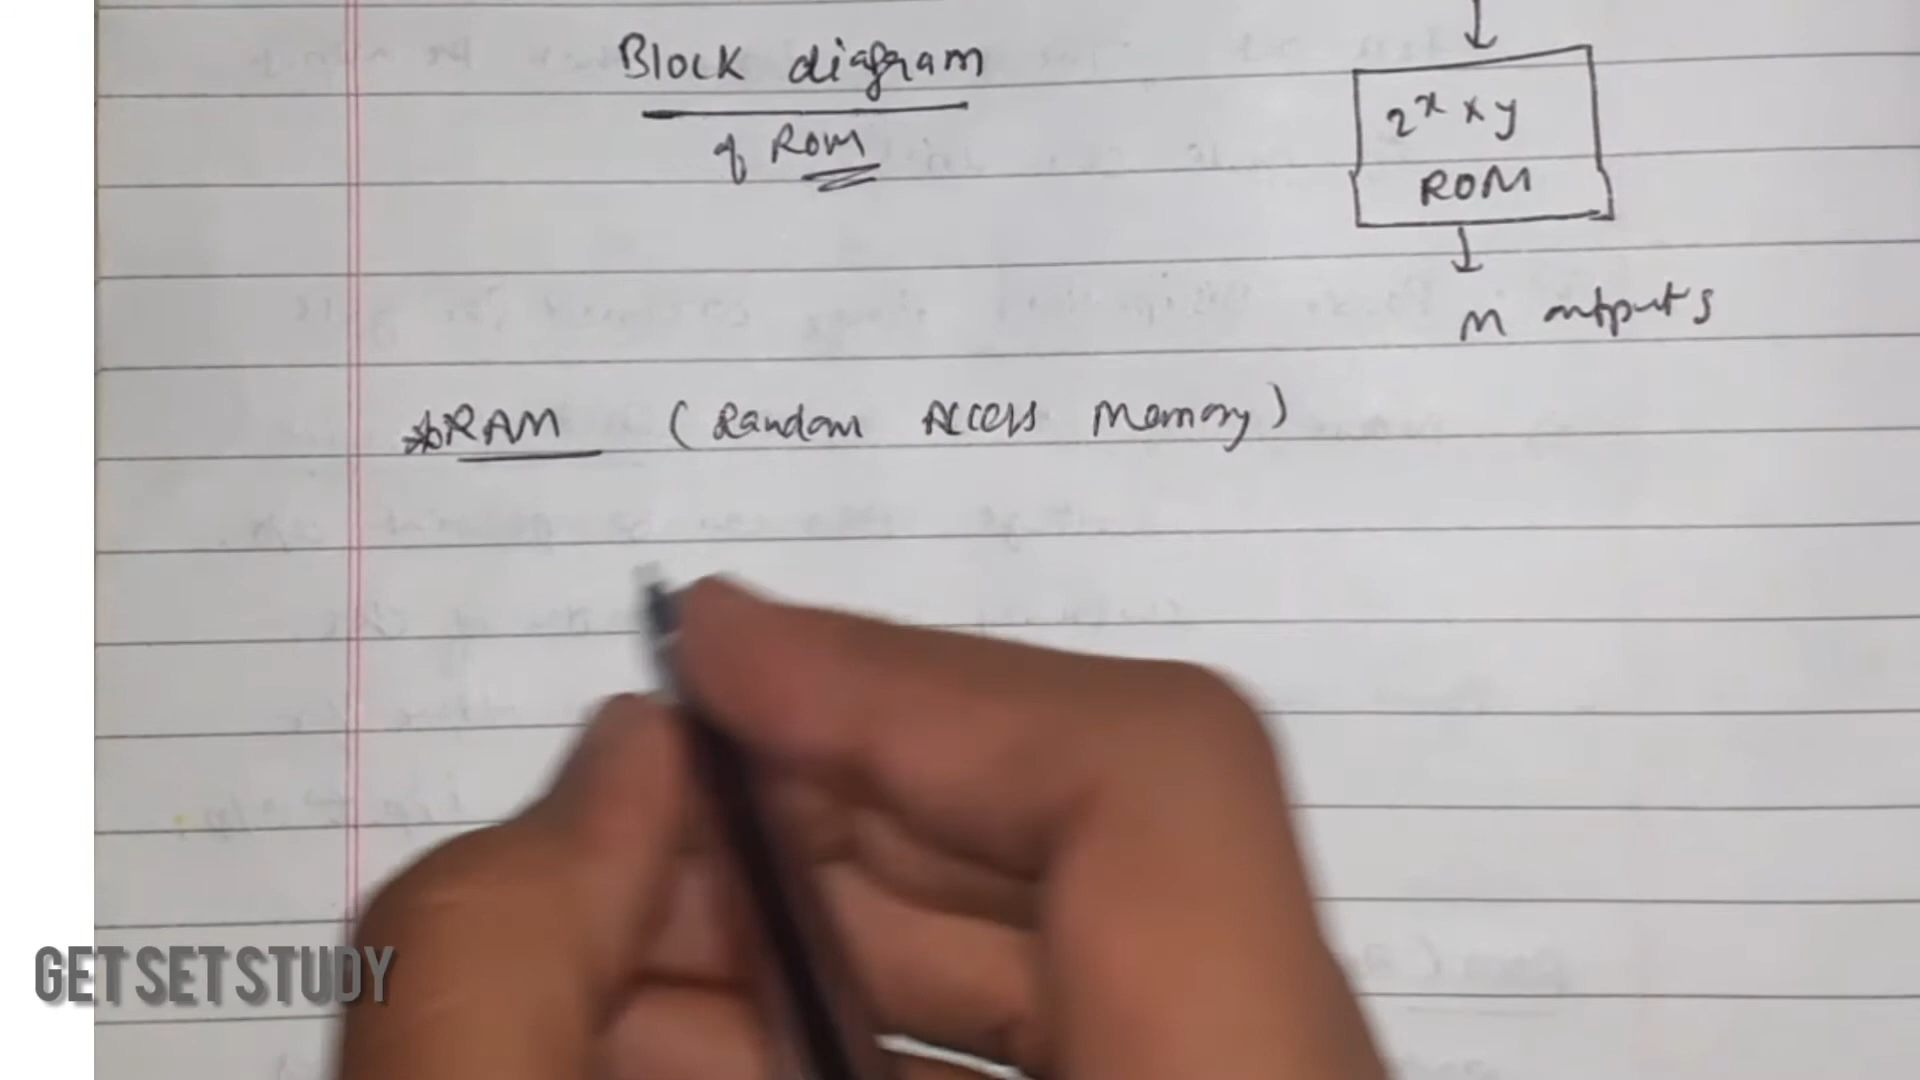 Block diagram
of ROM
2^x x y
ROM
M outputs
RAM (Random Access Memory)
GET SET STUDY